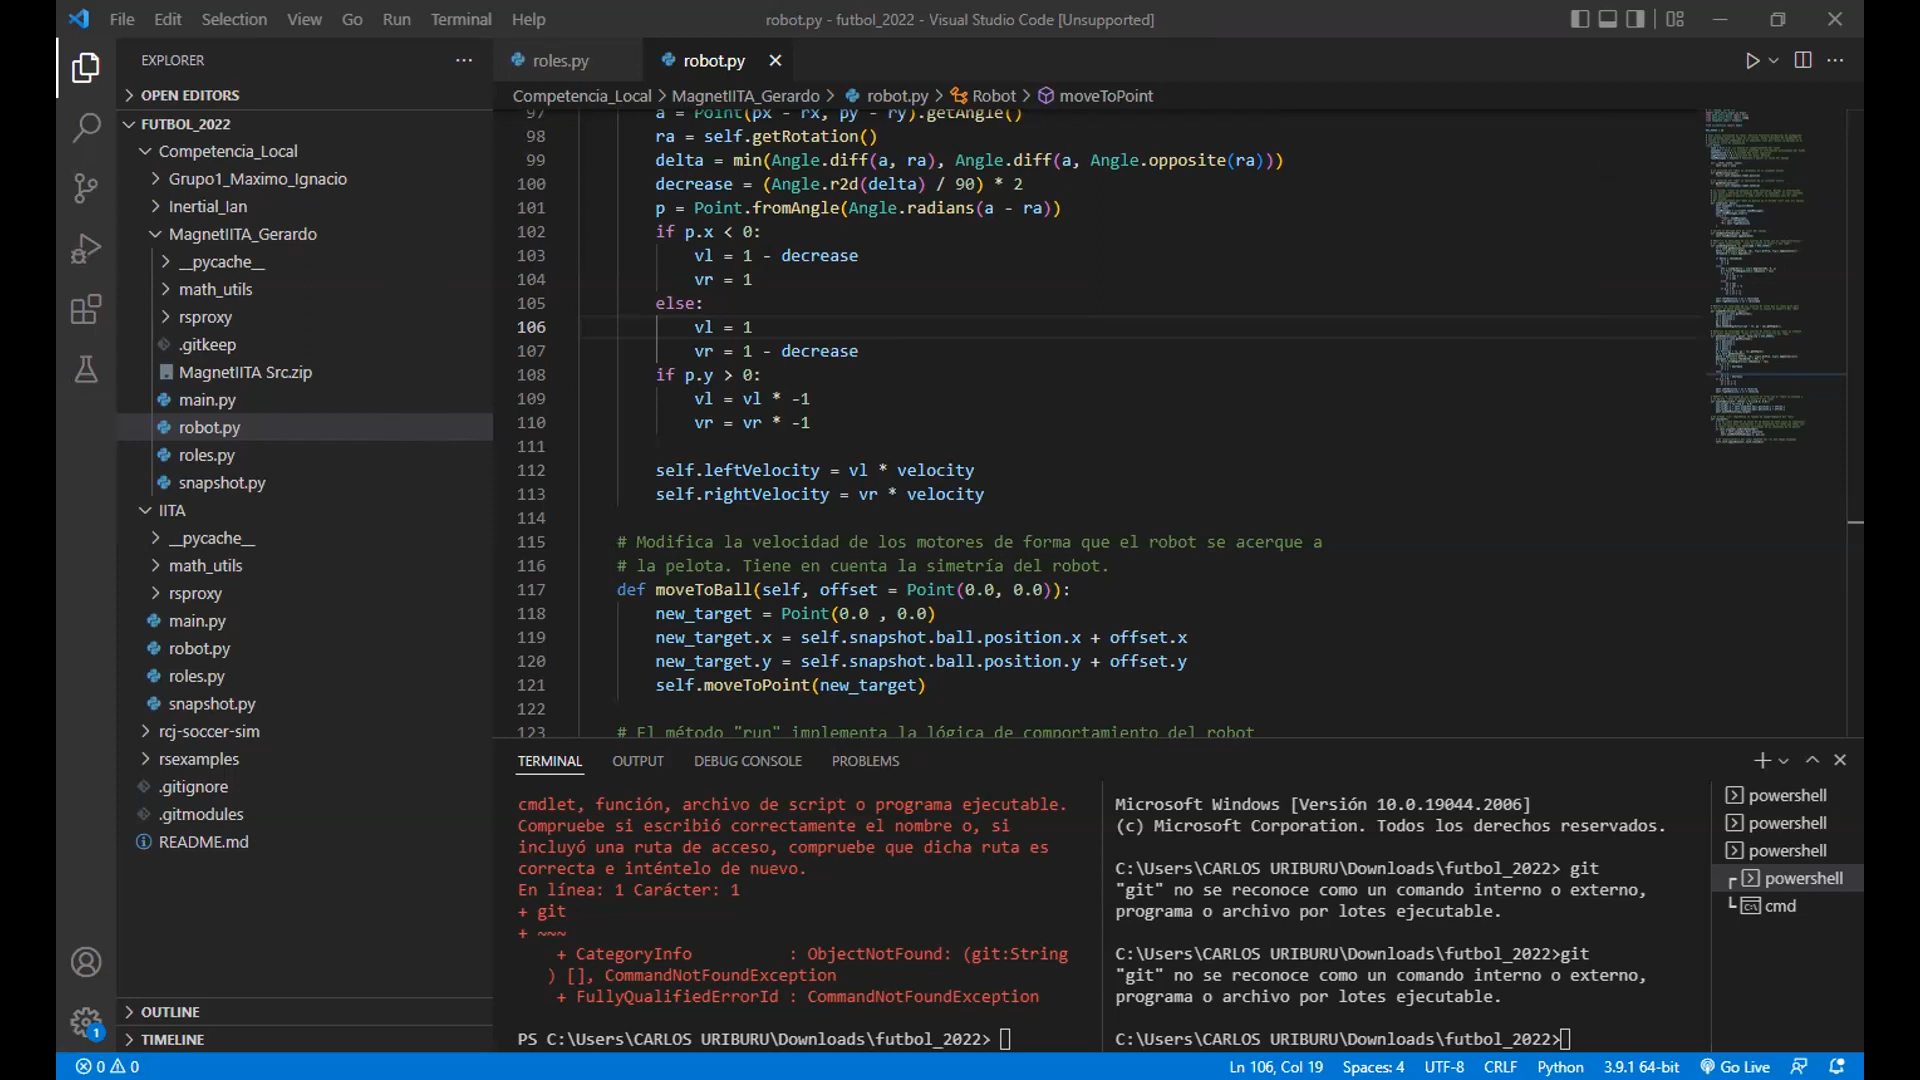 File Edit Selection View Go Run Terminal Help
robot.py - futbol_2022 - Visual Studio Code [Unsupported]
EXPLORER
OPEN EDITORS
FUTBOL_2022
Competencia_Local
Grupo1_Maximo_Ignacio
Inertial_Ian
MagnetIITA_Gerardo
__pycache__
math_utils
rsproxy
.gitkeep
MagnetIITA Src.zip
main.py
robot.py
roles.py
snapshot.py
IITA
__pycache__
math_utils
rsproxy
main.py
robot.py
roles.py
snapshot.py
rcj-soccer-sim
rsexamples
.gitignore
.gitmodules
README.md
OUTLINE
TIMELINE
1
roles.py
robot.py
Competencia_Local > MagnetIITA_Gerardo > robot.py > Robot > moveToPoint
97 a = Point(px - rx, py - ry).getAngle()
98 ra = self.getRotation()
99 delta = min(Angle.diff(a, ra), Angle.diff(a, Angle.opposite(ra)))
100 decrease = (Angle.r2d(delta) / 90) * 2
101 p = Point.fromAngle(Angle.radians(a - ra))
102 if p.x < 0:
103 vl = 1 - decrease
104 vr = 1
105 else:
106 vl = 1
107 vr = 1 - decrease
108 if p.y > 0:
109 vl = vl * -1
110 vr = vr * -1
111
112 self.leftVelocity = vl * velocity
113 self.rightVelocity = vr * velocity
114
115 # Modifica la velocidad de los motores de forma que el robot se acerque a
116 # la pelota. Tiene en cuenta la simetría del robot.
117 def moveToBall(self, offset = Point(0.0, 0.0)):
118 new_target = Point(0.0 , 0.0)
119 new_target.x = self.snapshot.ball.position.x + offset.x
120 new_target.y = self.snapshot.ball.position.y + offset.y
121 self.moveToPoint(new_target)
122
123 # El método "run" implementa la lógica de comportamiento del robot
TERMINAL OUTPUT DEBUG CONSOLE PROBLEMS
cmdlet, función, archivo de script o programa ejecutable.
Compruebe si escribió correctamente el nombre o, si
incluyó una ruta de acceso, compruebe que dicha ruta es
correcta e inténtelo de nuevo.
En línea: 1 Carácter: 1
+ git
+ ~~~
+ CategoryInfo : ObjectNotFound: (git:String
) [], CommandNotFoundException
+ FullyQualifiedErrorId : CommandNotFoundException
PS C:\Users\CARLOS URIBURU\Downloads\futbol_2022>
Microsoft Windows [Versión 10.0.19044.2006]
(c) Microsoft Corporation. Todos los derechos reservados.
C:\Users\CARLOS URIBURU\Downloads\futbol_2022> git
"git" no se reconoce como un comando interno o externo,
programa o archivo por lotes ejecutable.
C:\Users\CARLOS URIBURU\Downloads\futbol_2022>git
"git" no se reconoce como un comando interno o externo,
programa o archivo por lotes ejecutable.
C:\Users\CARLOS URIBURU\Downloads\futbol_2022>
powershell
powershell
powershell
powershell
cmd
0 0
Ln 106, Col 19 Spaces: 4 UTF-8 CRLF Python 3.9.1 64-bit Go Live